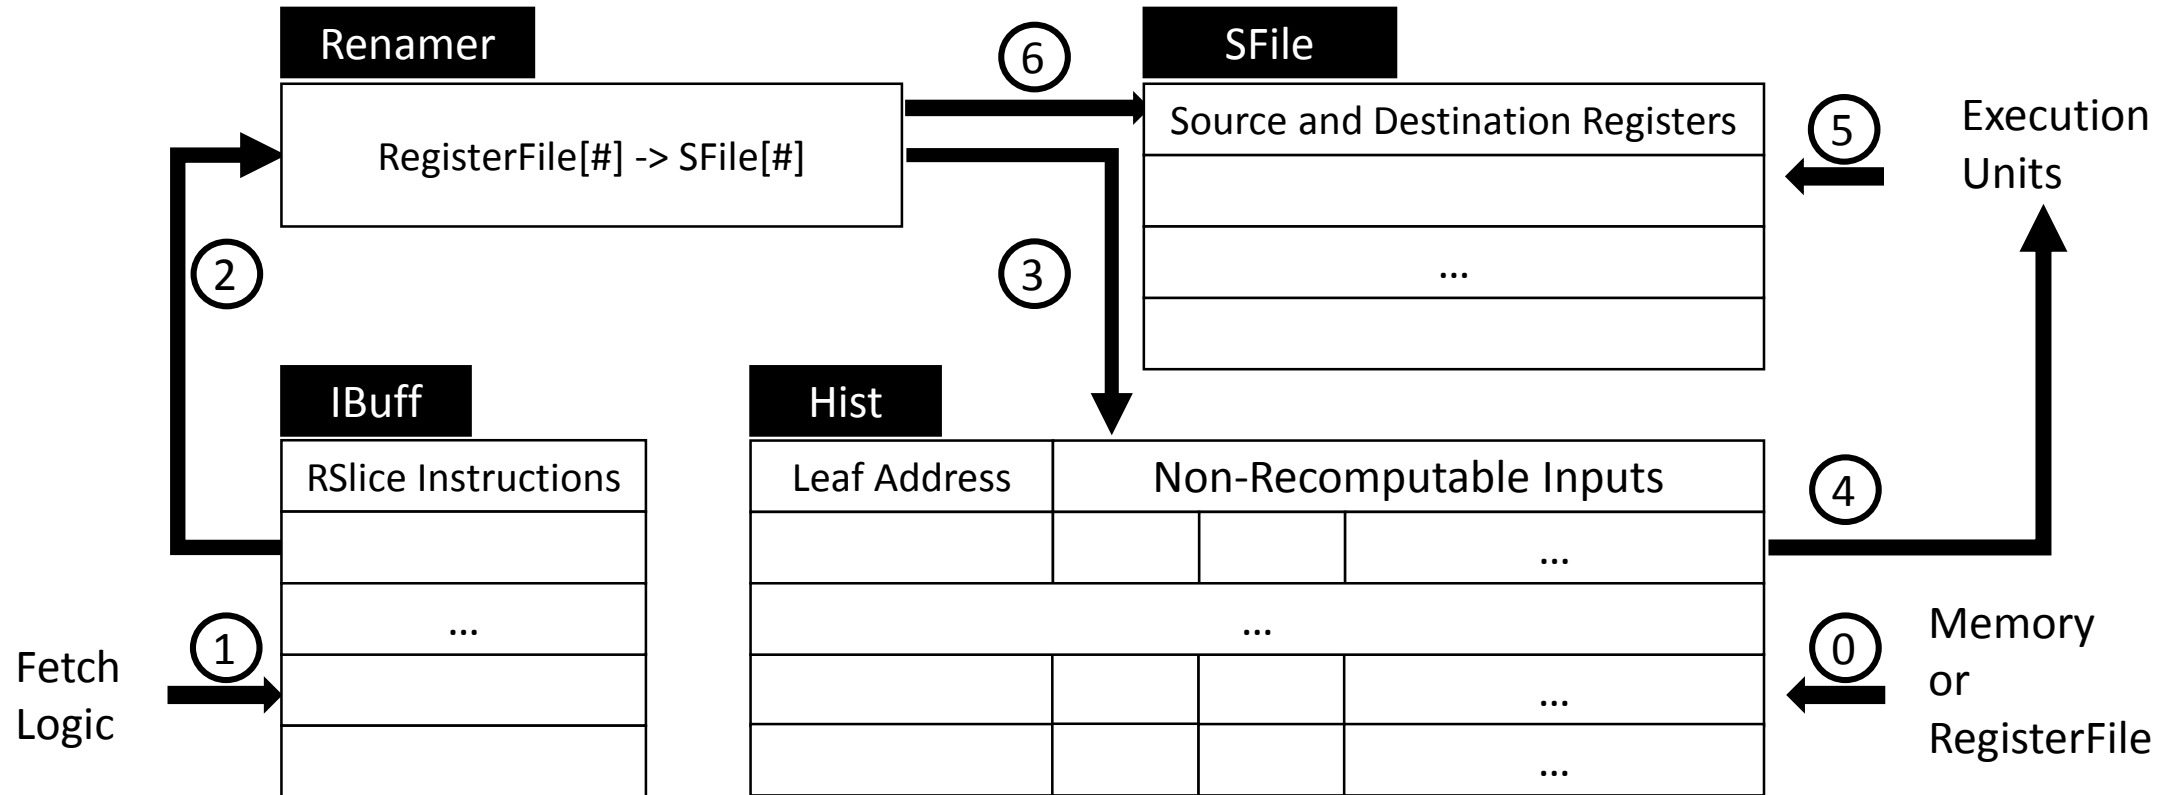 Renamer
6
SFile
RegisterFile[#] -> SFile[#]
Source and Destination Registers
5
Execution
Units
2
3
...
IBuff
Hist
RSlice Instructions
Leaf Address
Non-Recomputable Inputs
4
...
Fetch
Logic
1
...
...
0
Memory
or
RegisterFile
...
...